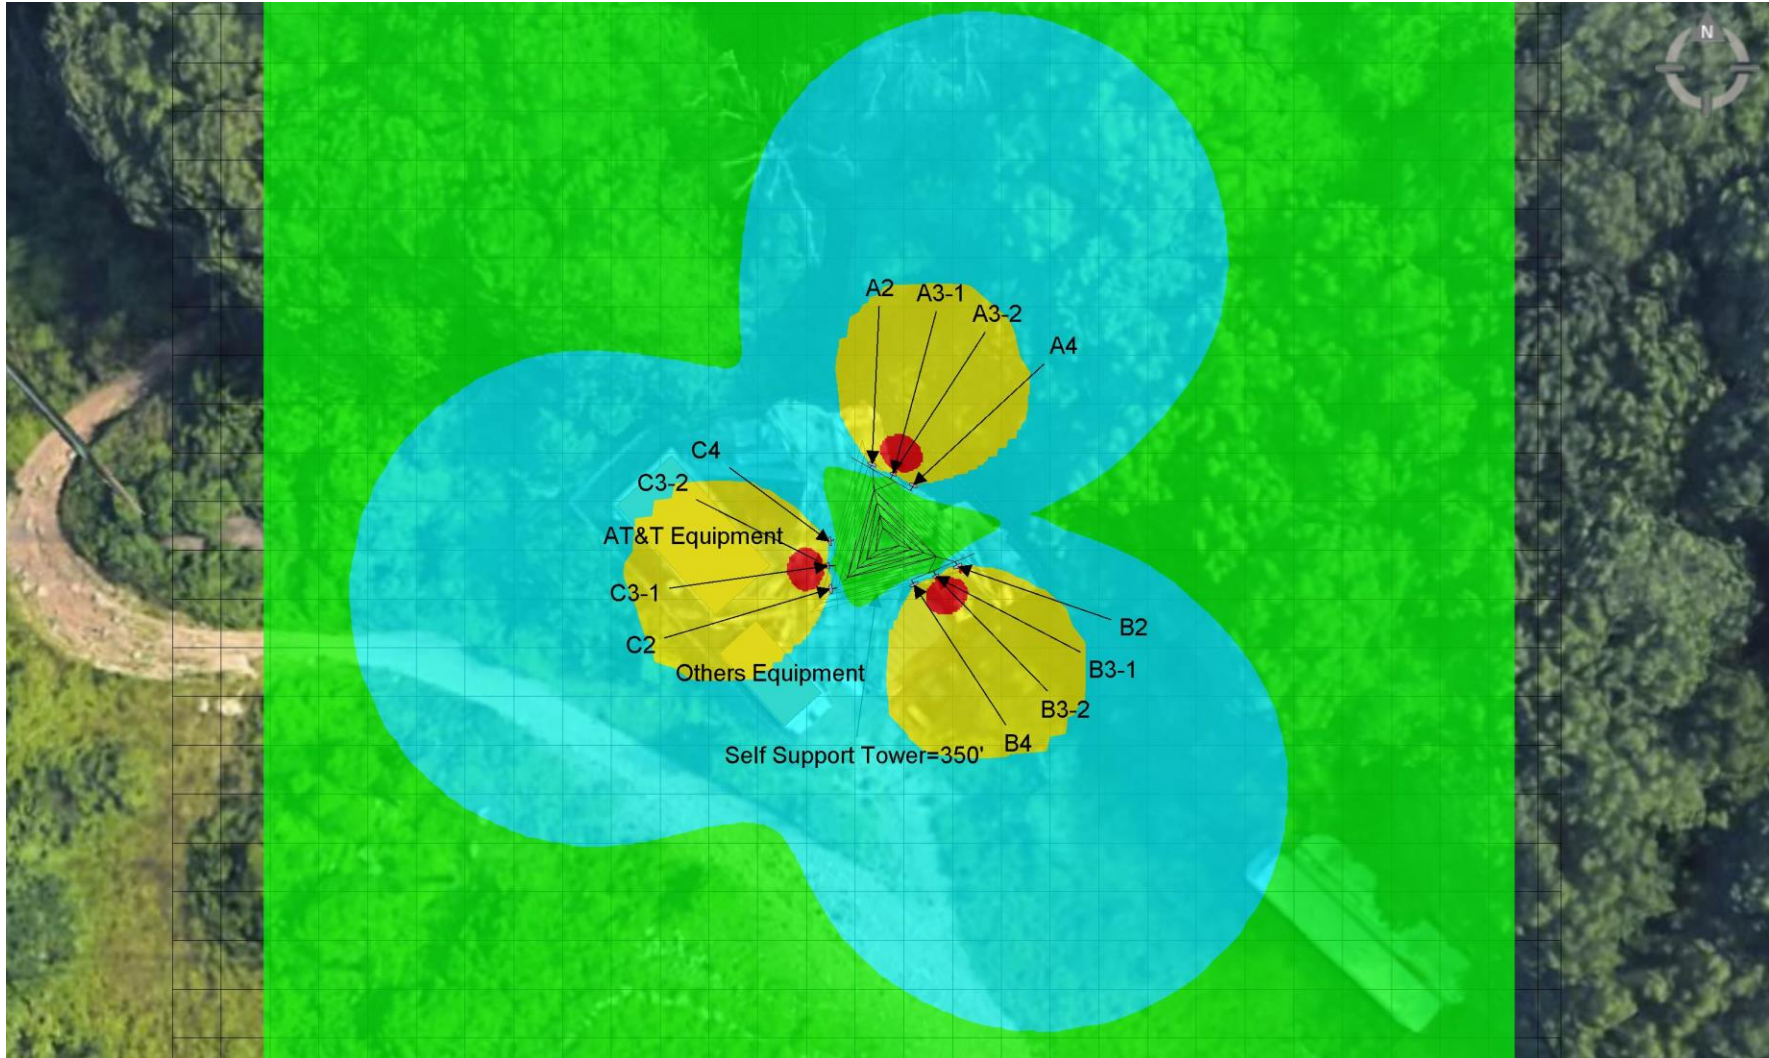 N
A2
A3-1
A3-2
A4
C4
C3-2
AT&T Equipment
C3-1
C2
Others Equipment
B2
B3-1
B3-2
B4
Self Support Tower=350'